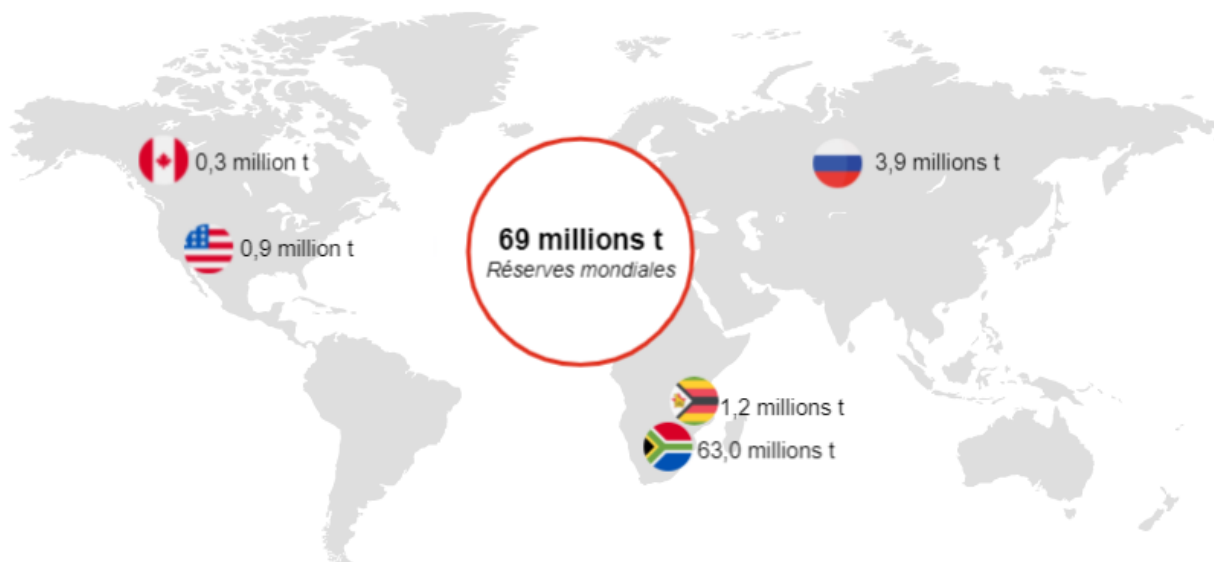 0,3 million t
3,9 millions t
0,9 million t
69 millions t
Réserves mondiales
1,2 millions t
63,0 millions t